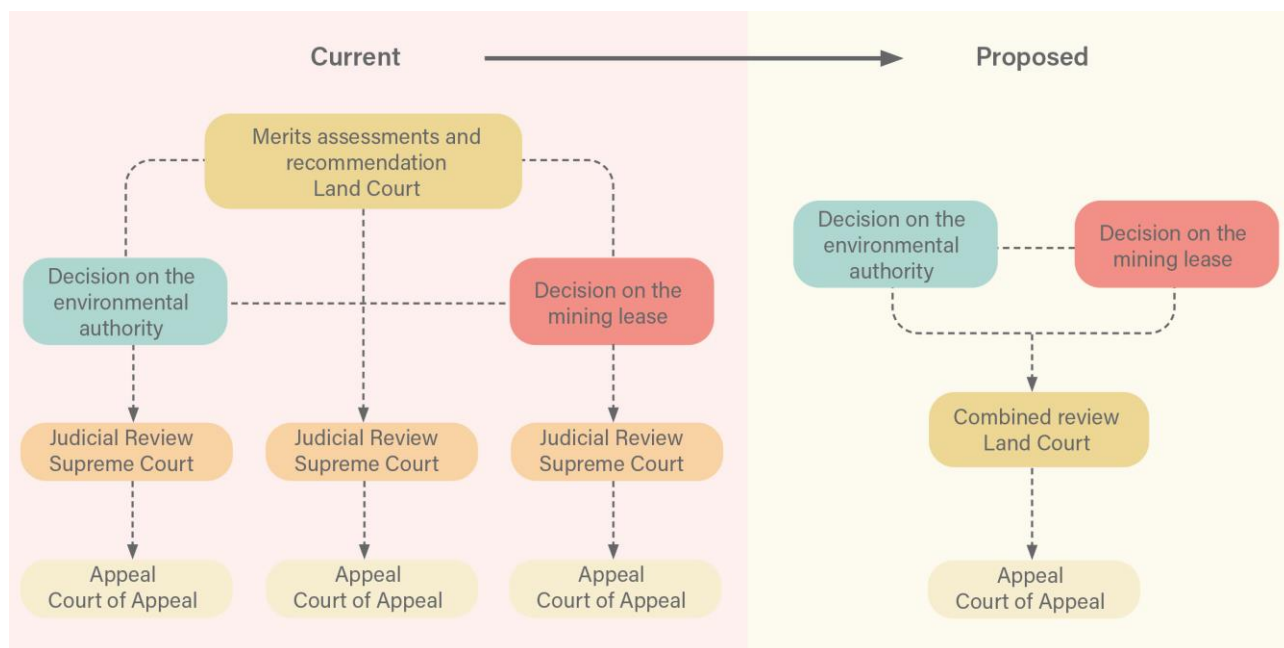 Current
Proposed
Merits assessments and
recommendation
Land Court
Decision on the
environmental
authority
Decision on the
mining lease
Judicial Review
Supreme Court
Judicial Review
Supreme Court
Judicial Review
Supreme Court
Appeal
Court of Appeal
Appeal
Court of Appeal
Appeal
Court of Appeal
Decision on the
environmental
authority
Decision on the
mining lease
Combined review
Land Court
Appeal
Court of Appeal